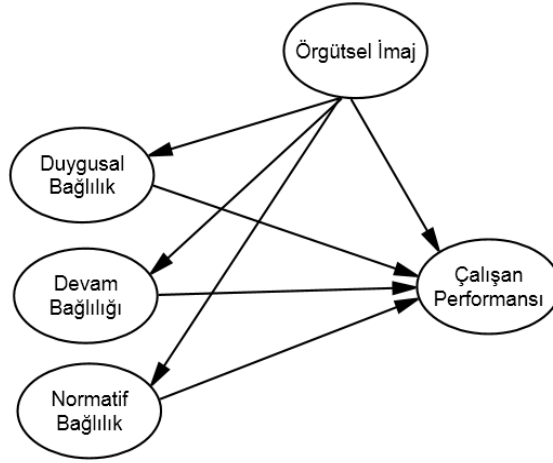 Örgütsel İmaj
Duygusal
Bağlılık
Devam
Bağlılığı
Çalışan
Performansı
Normatif
Bağlılık